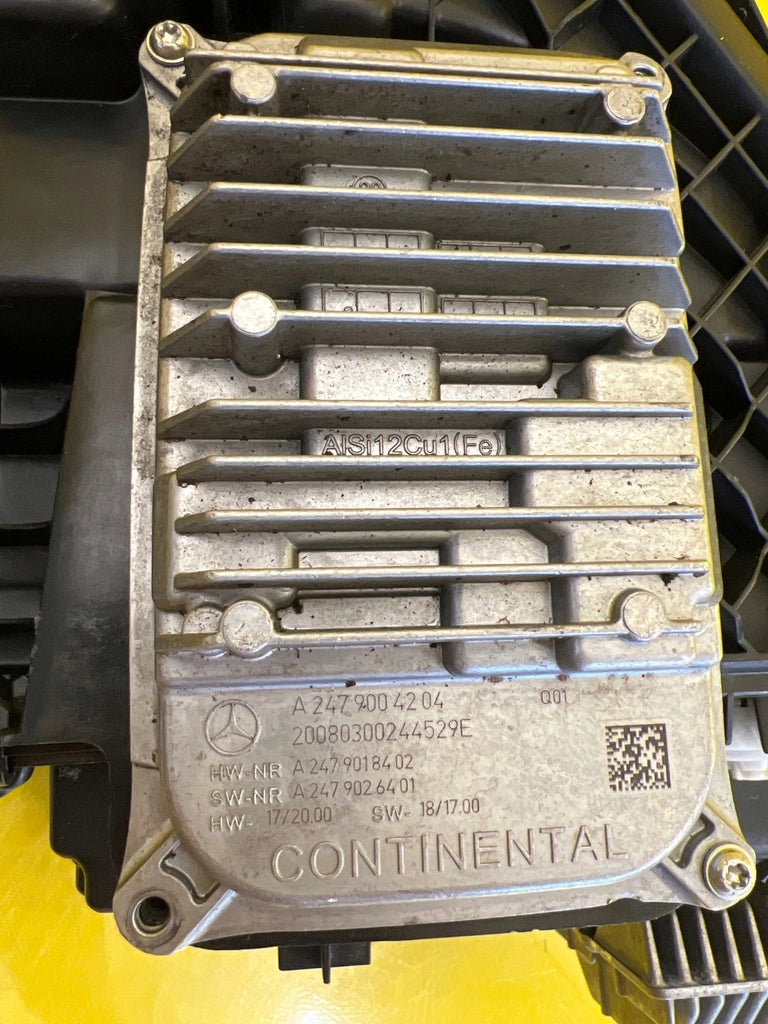 AlSi12Cu1(Fe)
A 247 900 42 04 Q01
20080300244529E
HW-NR A 247 901 84 02
SW-NR A 247 902 64 01
HW- 17/20.00 SW- 18/17.00
CONTINENTAL